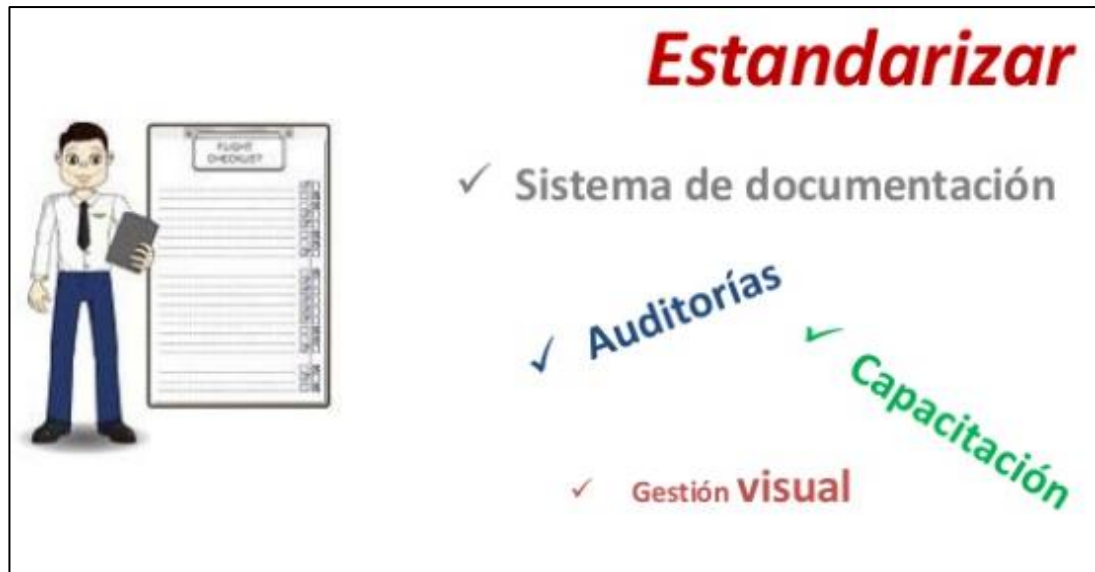 Estandarizar
FLIGHT
CHECKLIST
✓ Sistema de documentación
✓ Auditorías
✓ Capacitación
✓ Gestión visual